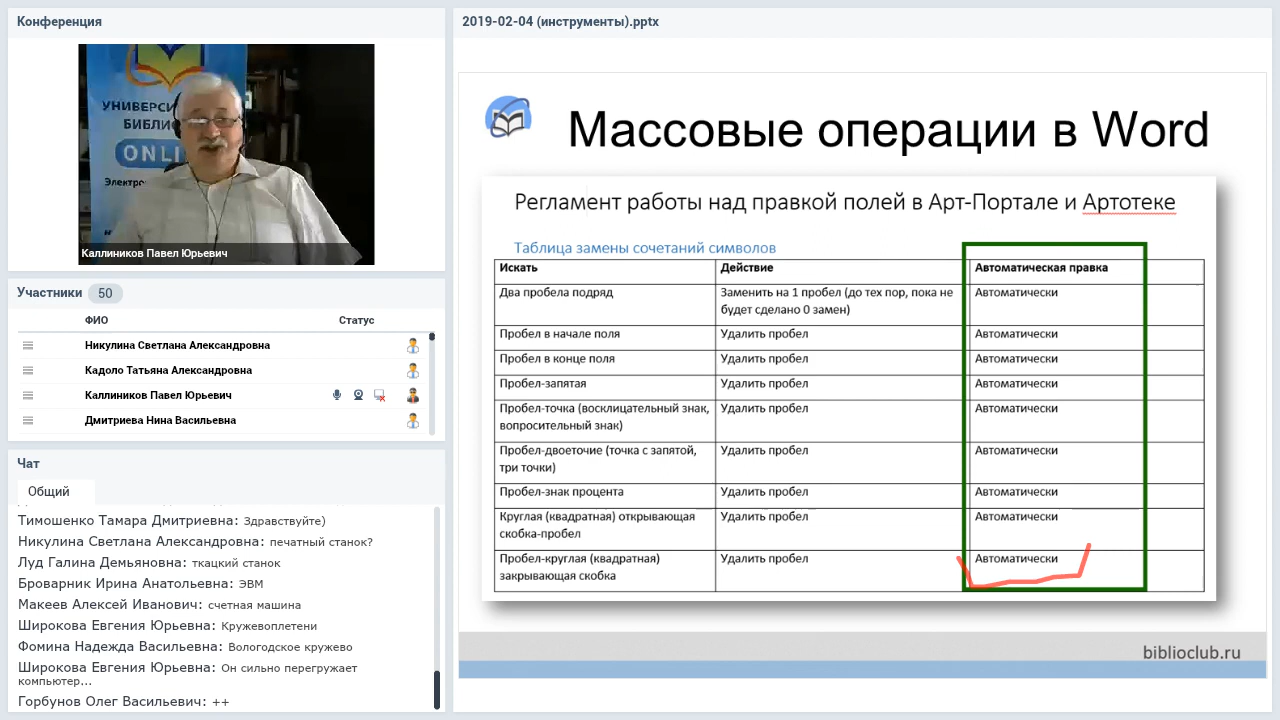 Конференция
УНИВЕРСИ
БИБЛИ
ONLI
Электро
Каллиников Павел Юрьевич
Участники 50
ФИО Статус
Никулина Светлана Александровна
Кадоло Татьяна Александровна
Каллиников Павел Юрьевич
Дмитриева Нина Васильевна
Чат
Общий
Тимошенко Тамара Дмитриевна: Здравствуйте)
Никулина Светлана Александровна: печатный станок?
Луд Галина Демьяновна: ткацкий станок
Броварник Ирина Анатольевна: ЭВМ
Макеев Алексей Иванович: счетная машина
Широкова Евгения Юрьевна: Кружевоплетени
Фомина Надежда Васильевна: Вологодское кружево
Широкова Евгения Юрьевна: Он сильно перегружает
компьютер...
Горбунов Олег Васильевич: ++
2019-02-04 (инструменты).pptx
Массовые операции в Word
Регламент работы над правкой полей в Арт-Портале и Артотеке
Таблица замены сочетаний символов
Искать Действие Автоматическая правка
Два пробела подряд Заменить на 1 пробел (до тех пор, пока не Автоматически
будет сделано 0 замен)
Пробел в начале поля Удалить пробел Автоматически
Пробел в конце поля Удалить пробел Автоматически
Пробел-запятая Удалить пробел Автоматически
Пробел-точка (восклицательный знак, Удалить пробел Автоматически
вопросительный знак)
Пробел-двоеточие (точка с запятой, Удалить пробел Автоматически
три точки)
Пробел-знак процента Удалить пробел Автоматически
Круглая (квадратная) открывающая Удалить пробел Автоматически
скобка-пробел
Пробел-круглая (квадратная) Удалить пробел Автоматически
закрывающая скобка
biblioclub.ru